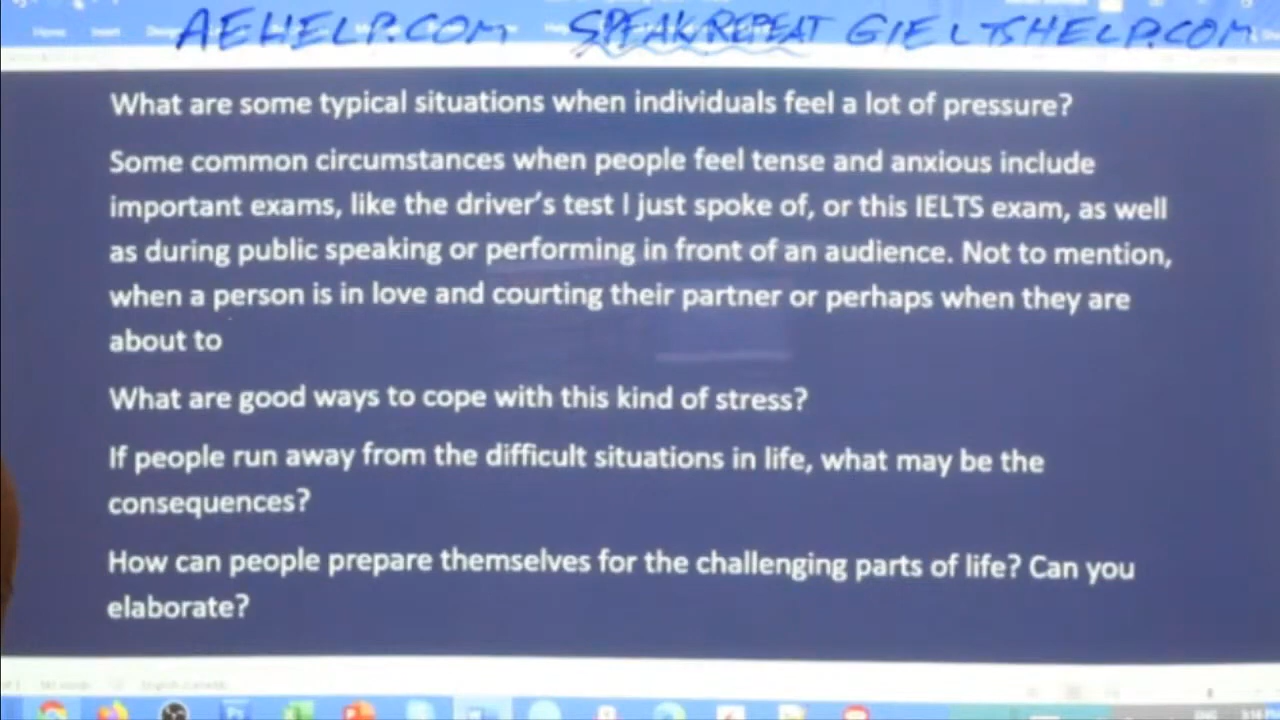 AEHELP.COM SPEAK REPEAT GIELTSHELP.COM
What are some typical situations when individuals feel a lot of pressure?
Some common circumstances when people feel tense and anxious include
important exams, like the driver's test I just spoke of, or this IELTS exam, as well
as during public speaking or performing in front of an audience. Not to mention,
when a person is in love and courting their partner or perhaps when they are
about to
What are good ways to cope with this kind of stress?
If people run away from the difficult situations in life, what may be the
consequences?
How can people prepare themselves for the challenging parts of life? Can you
elaborate?